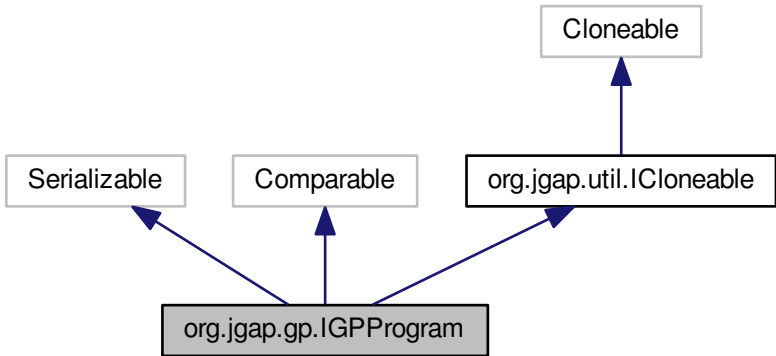 Cloneable
Serializable
Comparable
org.jgap.util.ICloneable
org.jgap.gp.IGPProgram